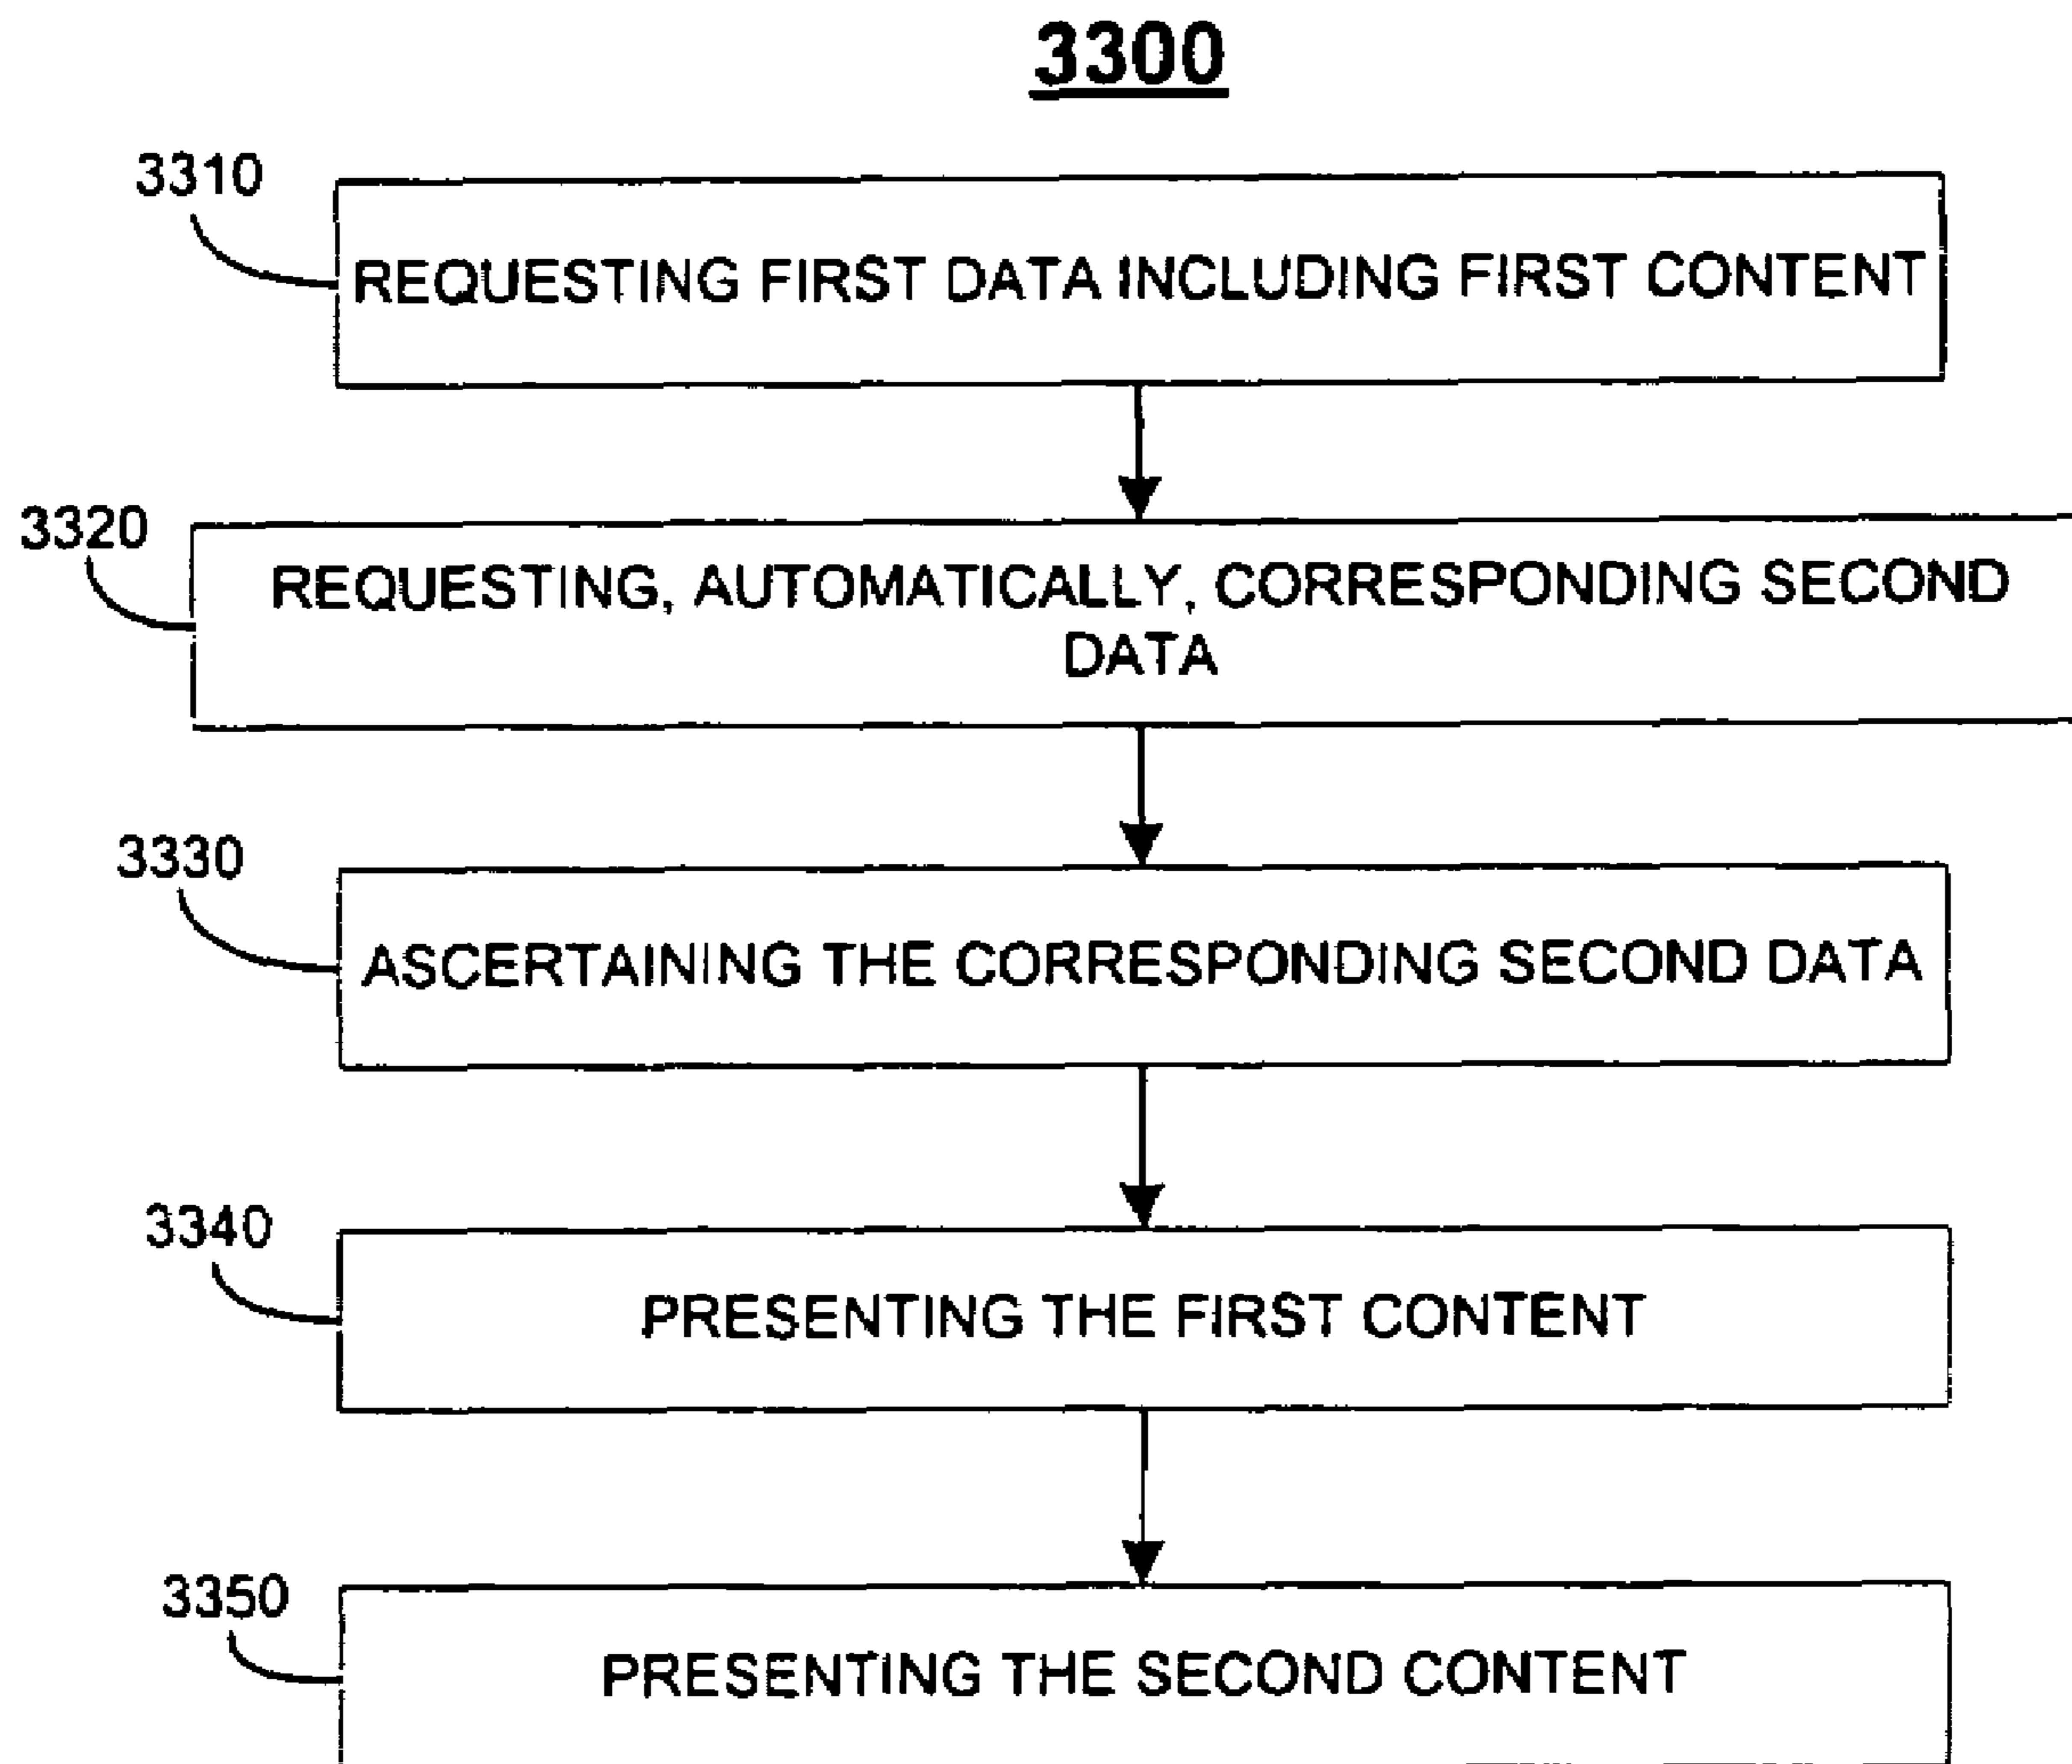 3300
3310
REQUESTING FIRST DATA INCLUDING FIRST CONTENT
3320
REQUESTING, AUTOMATICALLY, CORRESPONDING SECOND
DATA
3330
ASCERTAINING THE CORRESPONDING SECOND DATA
3340
PRESENTING THE FIRST CONTENT
3350
PRESENTING THE SECOND CONTENT